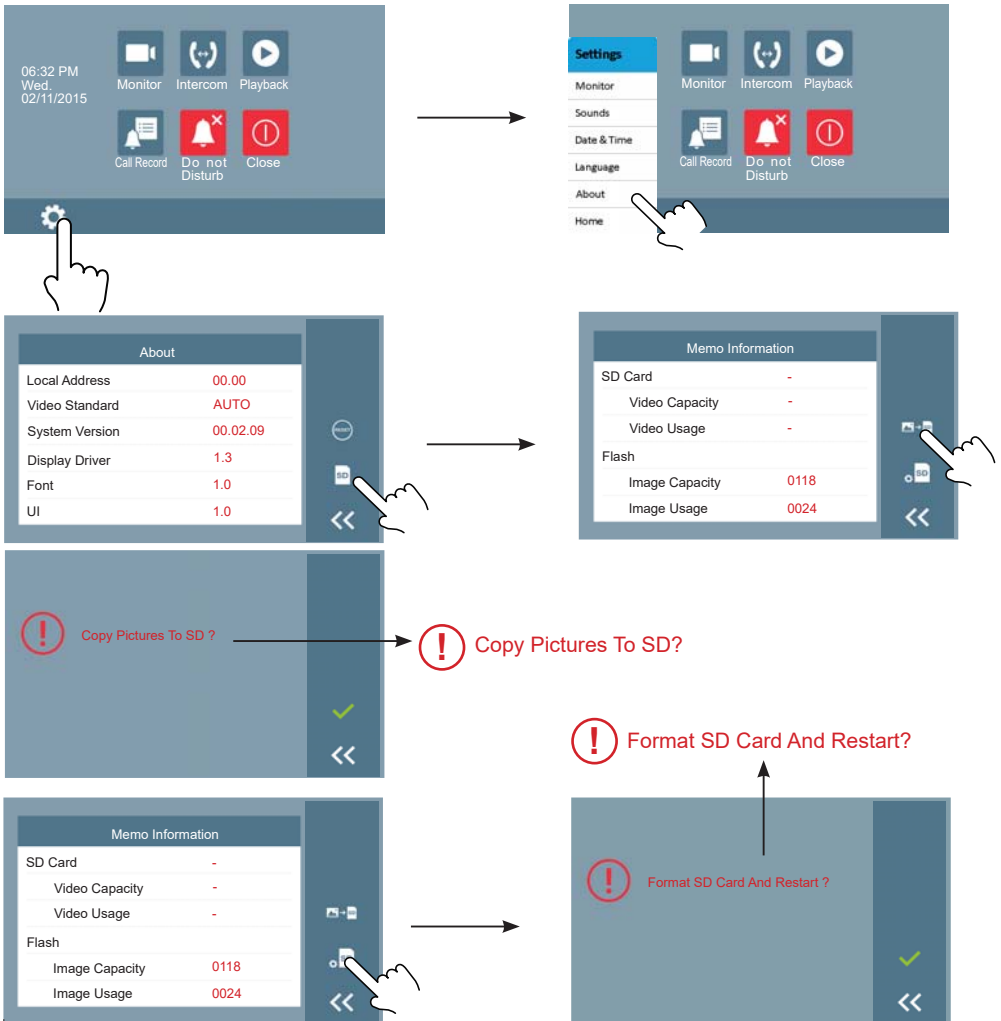 06:32 PM
Wed.
02/11/2015
Monitor Intercom Playback
Call Record Do not Disturb Close
Settings
Monitor
Sounds
Date & Time
Language
About
Home
Monitor Intercom Playback
Call Record Do not Disturb Close
About
Local Address 00.00
Video Standard AUTO
System Version 00.02.09
Display Driver 1.3
Font 1.0
UI 1.0
RESET
SD
Memo Information
SD Card -
Video Capacity -
Video Usage -
Flash
Image Capacity 0118
Image Usage 0024
SD
Copy Pictures To SD ?
Copy Pictures To SD?
Format SD Card And Restart?
Memo Information
SD Card -
Video Capacity -
Video Usage -
Flash
Image Capacity 0118
Image Usage 0024
Format SD Card And Restart ?